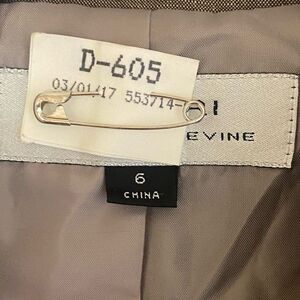 D-605
03/01/17 553714-
I
EVINE
6
CHINA